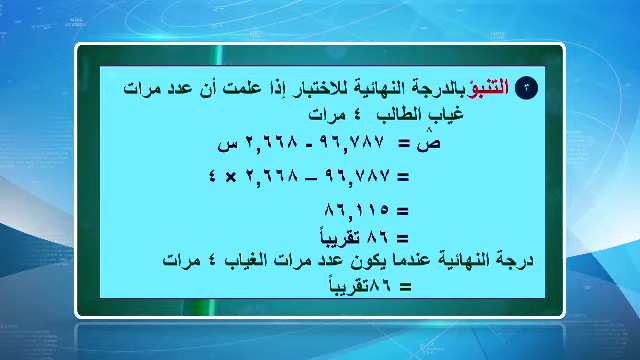 ٣ التنبؤ بالدرجة النهائية للاختبار إذا علمت أن عدد مرات
غياب الطالب ٤ مرات
صَ̂ = ٩٦,٧٨٧ - ٢,٦٦٨ س
= ٩٦,٧٨٧ – ٢,٦٦٨ × ٤
= ٨٦,١١٥
= ٨٦ تقريباً
درجة النهائية عندما يكون عدد مرات الغياب ٤ مرات
= ٨٦تقريباً